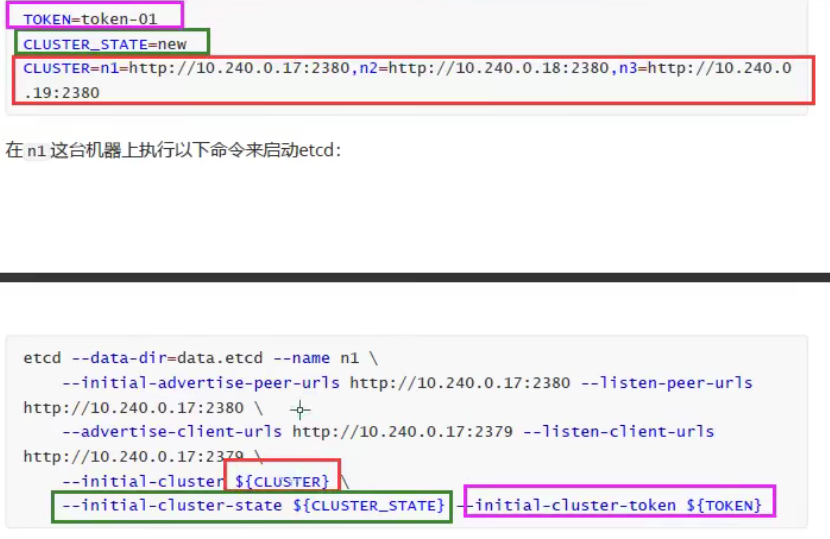 TOKEN=token-01
CLUSTER_STATE=new
CLUSTER=n1=http://10.240.0.17:2380,n2=http://10.240.0.18:2380,n3=http://10.240.0
.19:2380
在 n1 这台机器上执行以下命令来启动etcd：
etcd --data-dir=data.etcd --name n1 \
--initial-advertise-peer-urls http://10.240.0.17:2380 --listen-peer-urls
http://10.240.0.17:2380 \
--advertise-client-urls http://10.240.0.17:2379 --listen-client-urls
http://10.240.0.17:2379 \
--initial-cluster ${CLUSTER} \
--initial-cluster-state ${CLUSTER_STATE} --initial-cluster-token ${TOKEN}